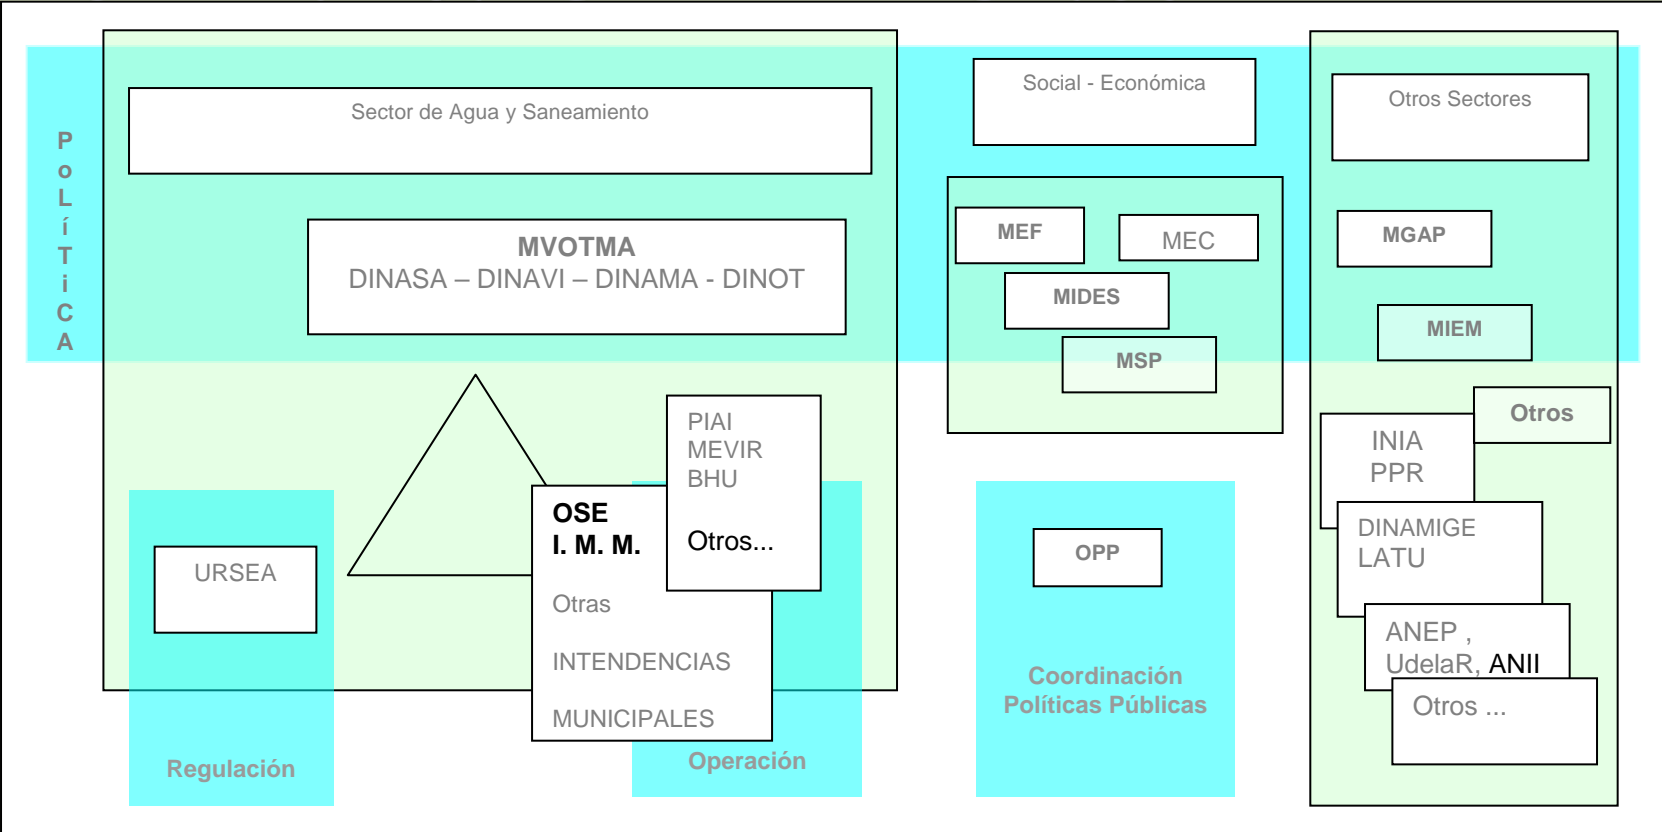 PoLíTiCA
Sector de Agua y Saneamiento
MVOTMA
DINASA – DINAVI – DINAMA - DINOT
Social - Económica
MEF
MEC
MIDES
MSP
Otros Sectores
MGAP
MIEM
Otros
INIA
PPR
DINAMIGE
LATU
ANEP ,
UdelaR, ANII
Otros ...
URSEA
Regulación
OSE
I. M. M.
Otras
INTENDENCIAS
MUNICIPALES
PIAI
MEVIR
BHU
Otros...
Operación
OPP
Coordinación
Políticas Públicas